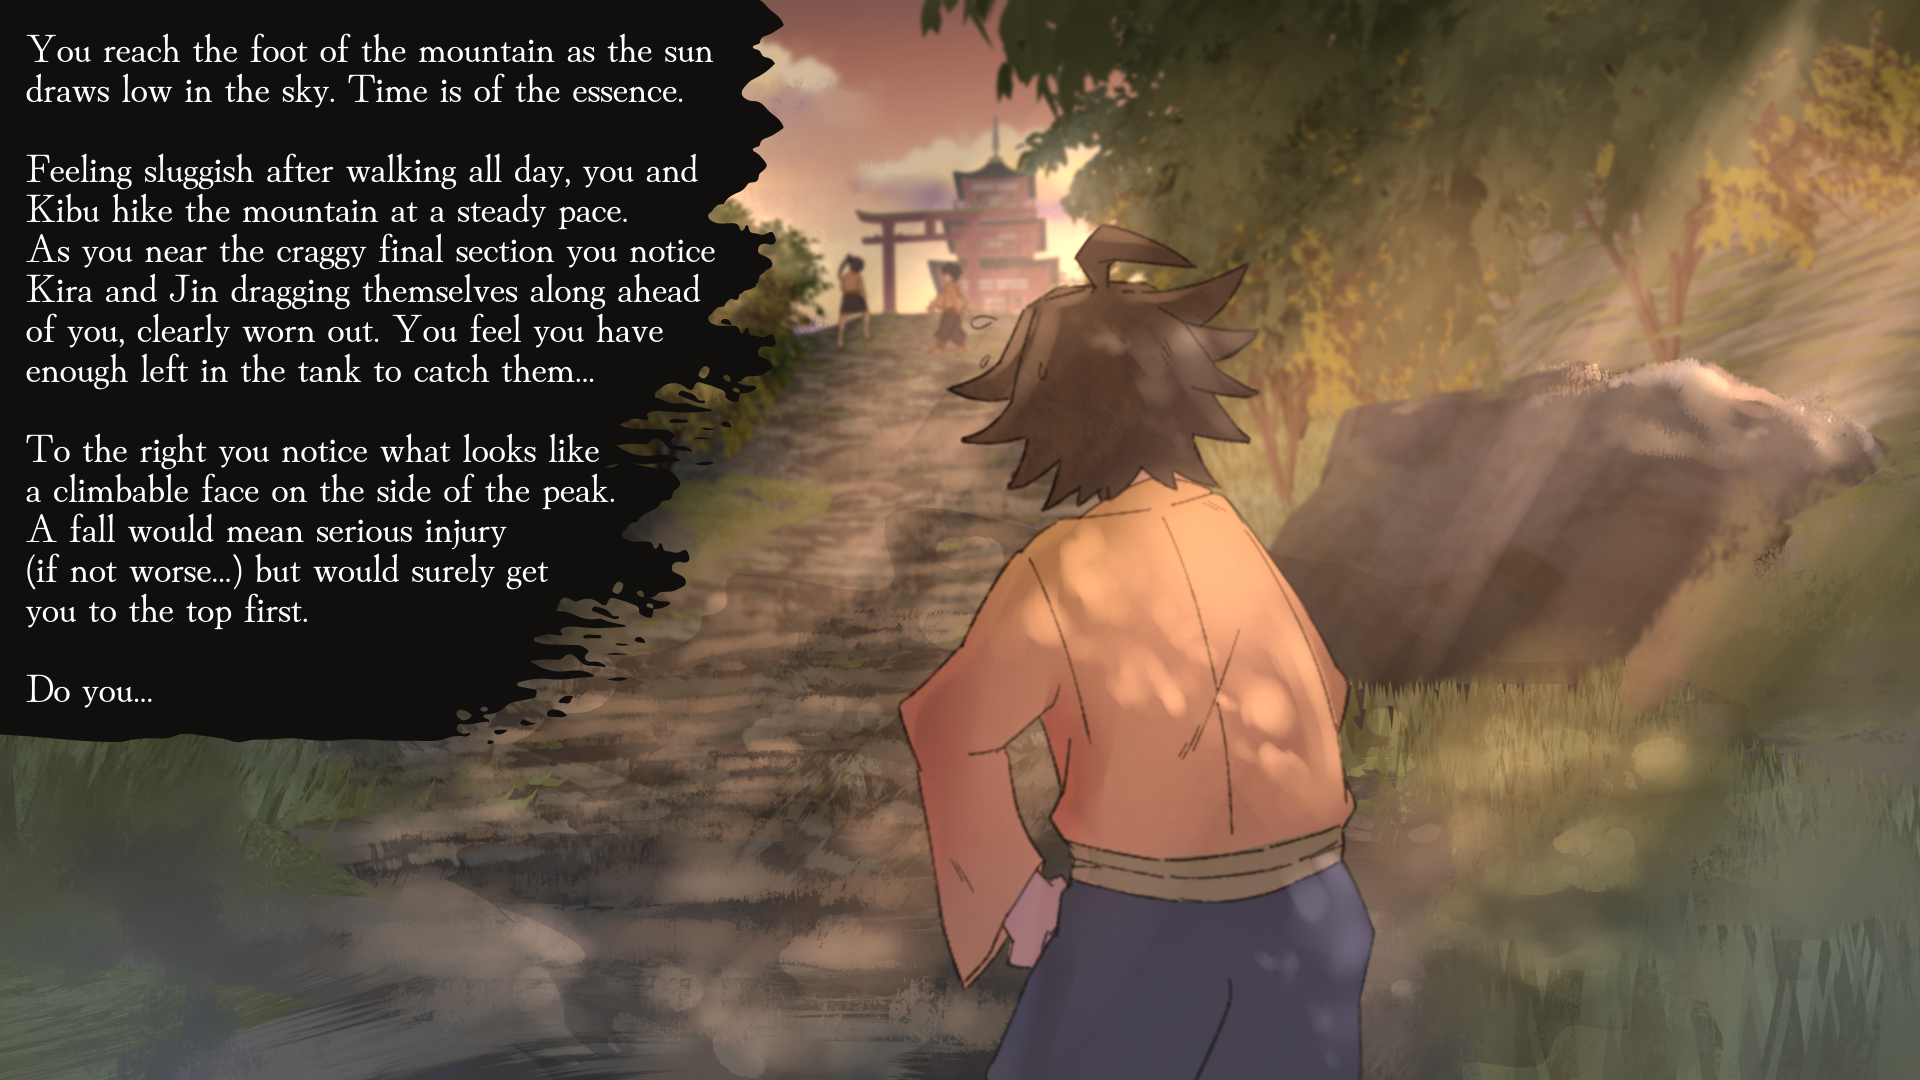 You reach the foot of the mountain as the sun
draws low in the sky. Time is of the essence.
Feeling sluggish after walking all day, you and
Kibu hike the mountain at a steady pace.
As you near the craggy final section you notice
Kira and Jin dragging themselves along ahead
of you, clearly worn out. You feel you have
enough left in the tank to catch them...
To the right you notice what looks like
a climbable face on the side of the peak.
A fall would mean serious injury
(if not worse...) but would surely get
you to the top first.
Do you...